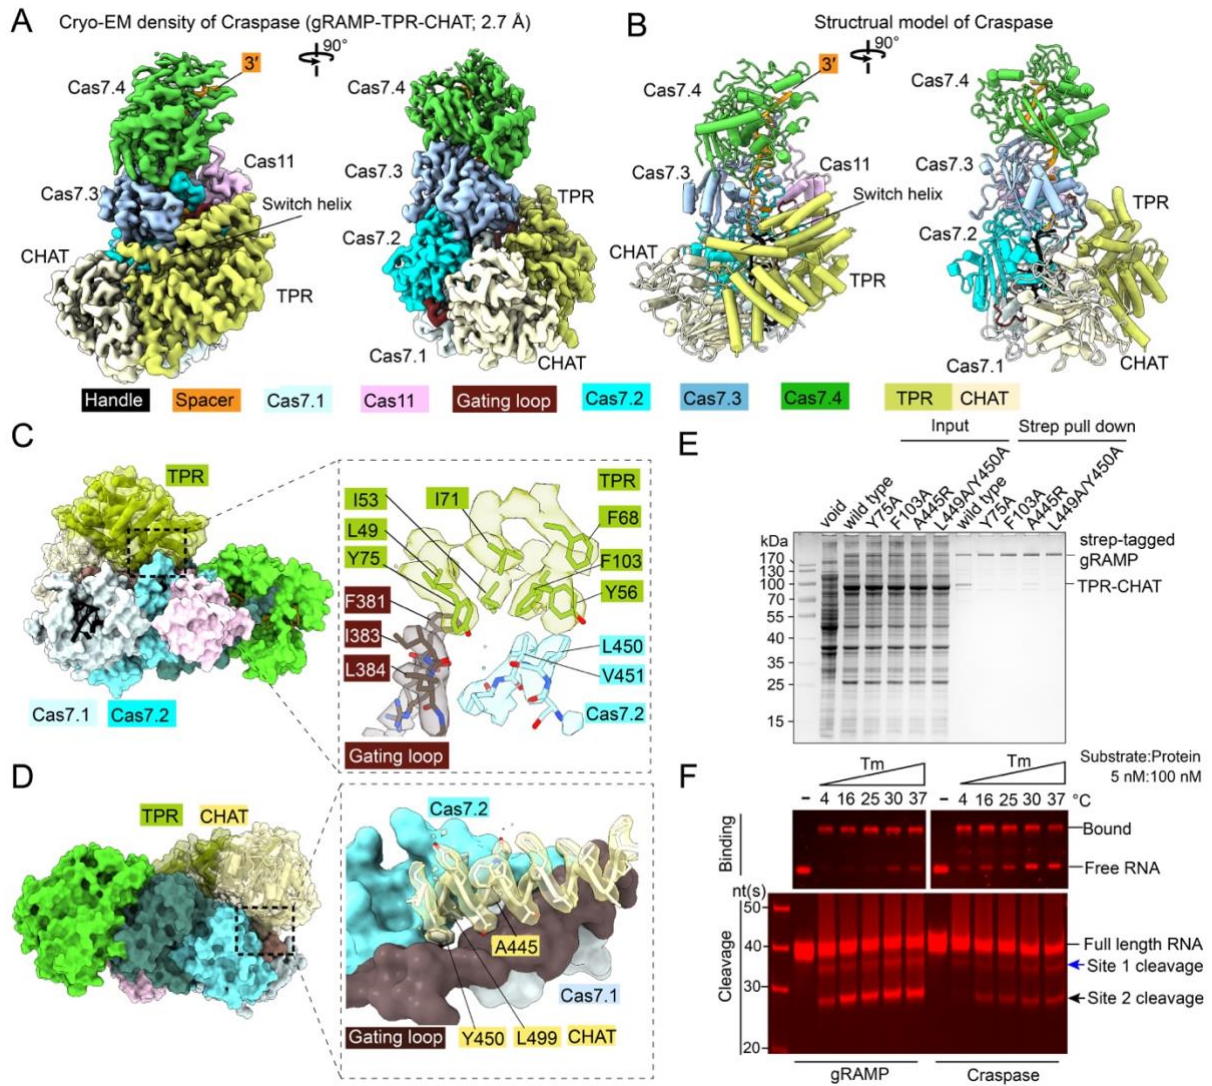 A
Cryo-EM density of Craspase (gRAMP-TPR-CHAT; 2.7 Å)
90°
Cas7.4
3′
Cas7.3
Cas11
Switch helix
CHAT
TPR
Cas7.4
Cas7.3
TPR
Cas7.2
Cas7.1
CHAT
B
Structrual model of Craspase
90°
Cas7.4
3′
Cas7.3
Cas11
Switch helix
CHAT
TPR
Cas7.4
Cas7.3
TPR
Cas7.2
Cas7.1
CHAT
Handle
Spacer
Cas7.1
Cas11
Gating loop
Cas7.2
Cas7.3
Cas7.4
TPR
CHAT
C
TPR
Cas7.1
Cas7.2
TPR
I53
I71
L49
F68
Y75
F103
F381
Y56
I383
L450
L384
V451
Cas7.2
Gating loop
D
TPR
CHAT
Cas7.2
A445
Cas7.1
Gating loop
Y450
L499
CHAT
E
Input
Strep pull down
void
wild type
Y75A
F103A
A445R
L449A/Y450A
wild type
Y75A
F103A
A445R
L449A/Y450A
kDa
170
130
100
70
55
40
35
25
15
strep-tagged
gRAMP
TPR-CHAT
F
Tm
Tm
Substrate:Protein
5 nM:100 nM
– 4 16 25 30 37
– 4 16 25 30 37 °C
Binding
Bound
Free RNA
nt(s)
50
40
30
20
Cleavage
Full length RNA
Site 1 cleavage
Site 2 cleavage
gRAMP
Craspase